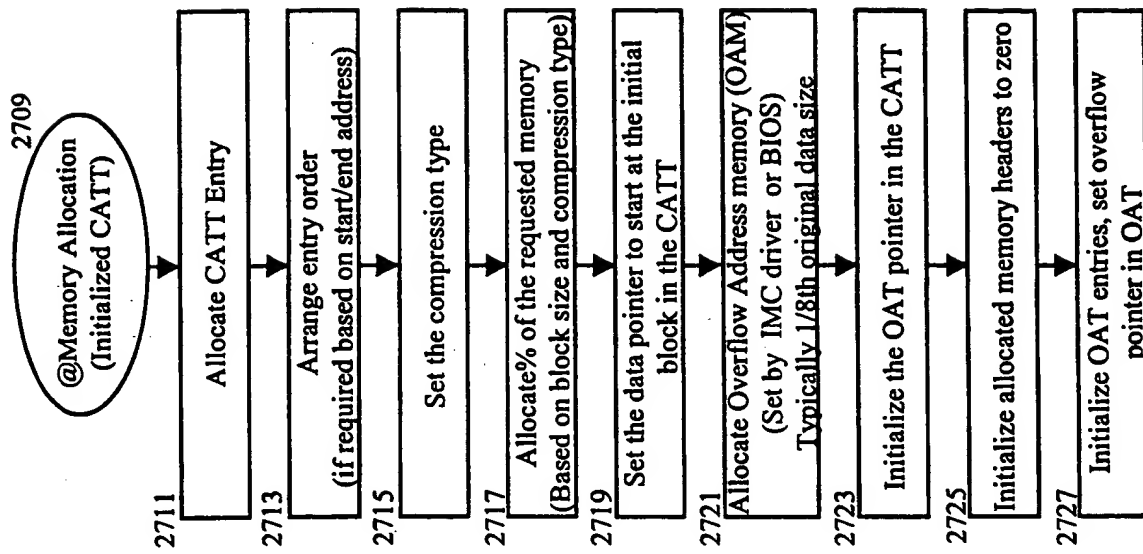 2709
@Memory Allocation
(Initialized CATT)
2711
Allocate CATT Entry
2713
Arrange entry order
(if required based on start/end address)
2715
Set the compression type
2717
Allocate% of the requested memory
(Based on block size and compression type)
2719
Set the data pointer to start at the initial
block in the CATT
2721
Allocate Overflow Address memory (OAM)
(Set by IMC driver or BIOS)
Typically 1/8th original data size
2723
Initialize the OAT pointer in the CATT
2725
Initialize allocated memory headers to zero
2727
Initialize OAT entries, set overflow
pointer in OAT